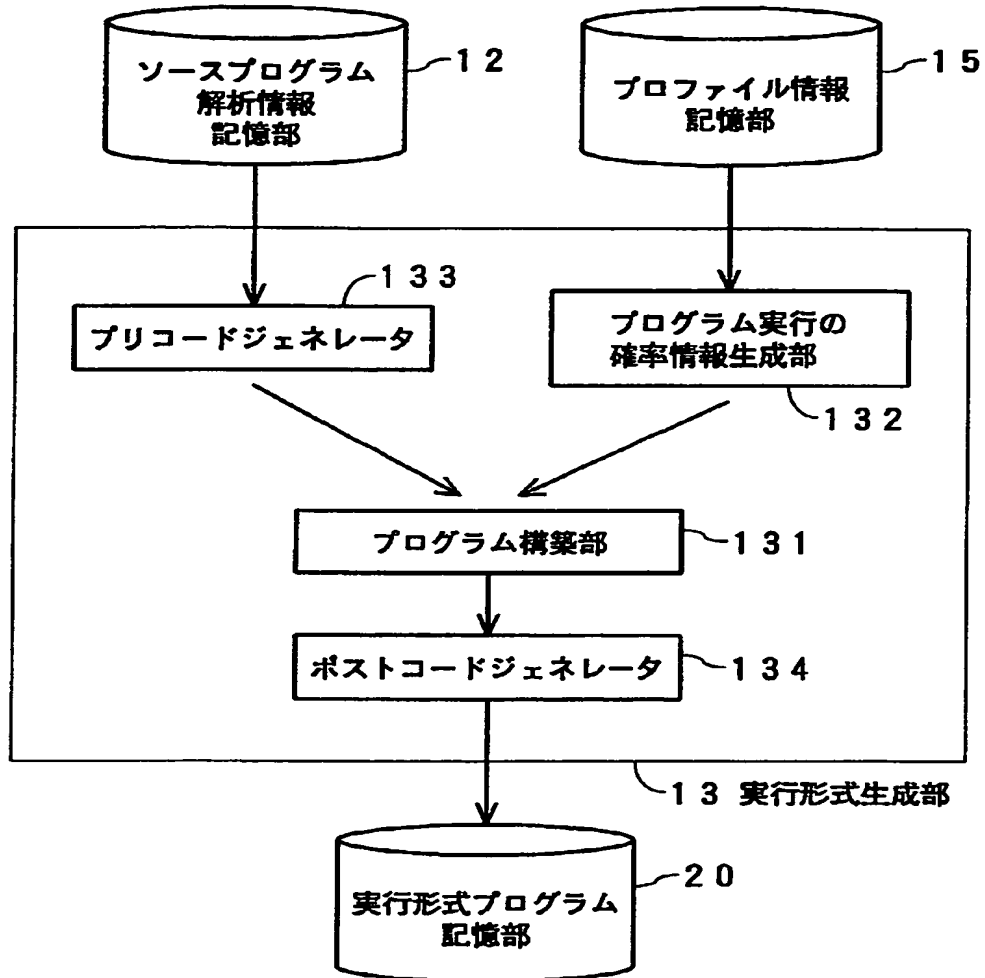 ソースプログラム
解析情報
記憶部
12
プロファイル情報
記憶部
15
133
プリコードジェネレータ
プログラム実行の
確率情報生成部
132
プログラム構築部
131
ポストコードジェネレータ
134
13 実行形式生成部
実行形式プログラム
記憶部
20